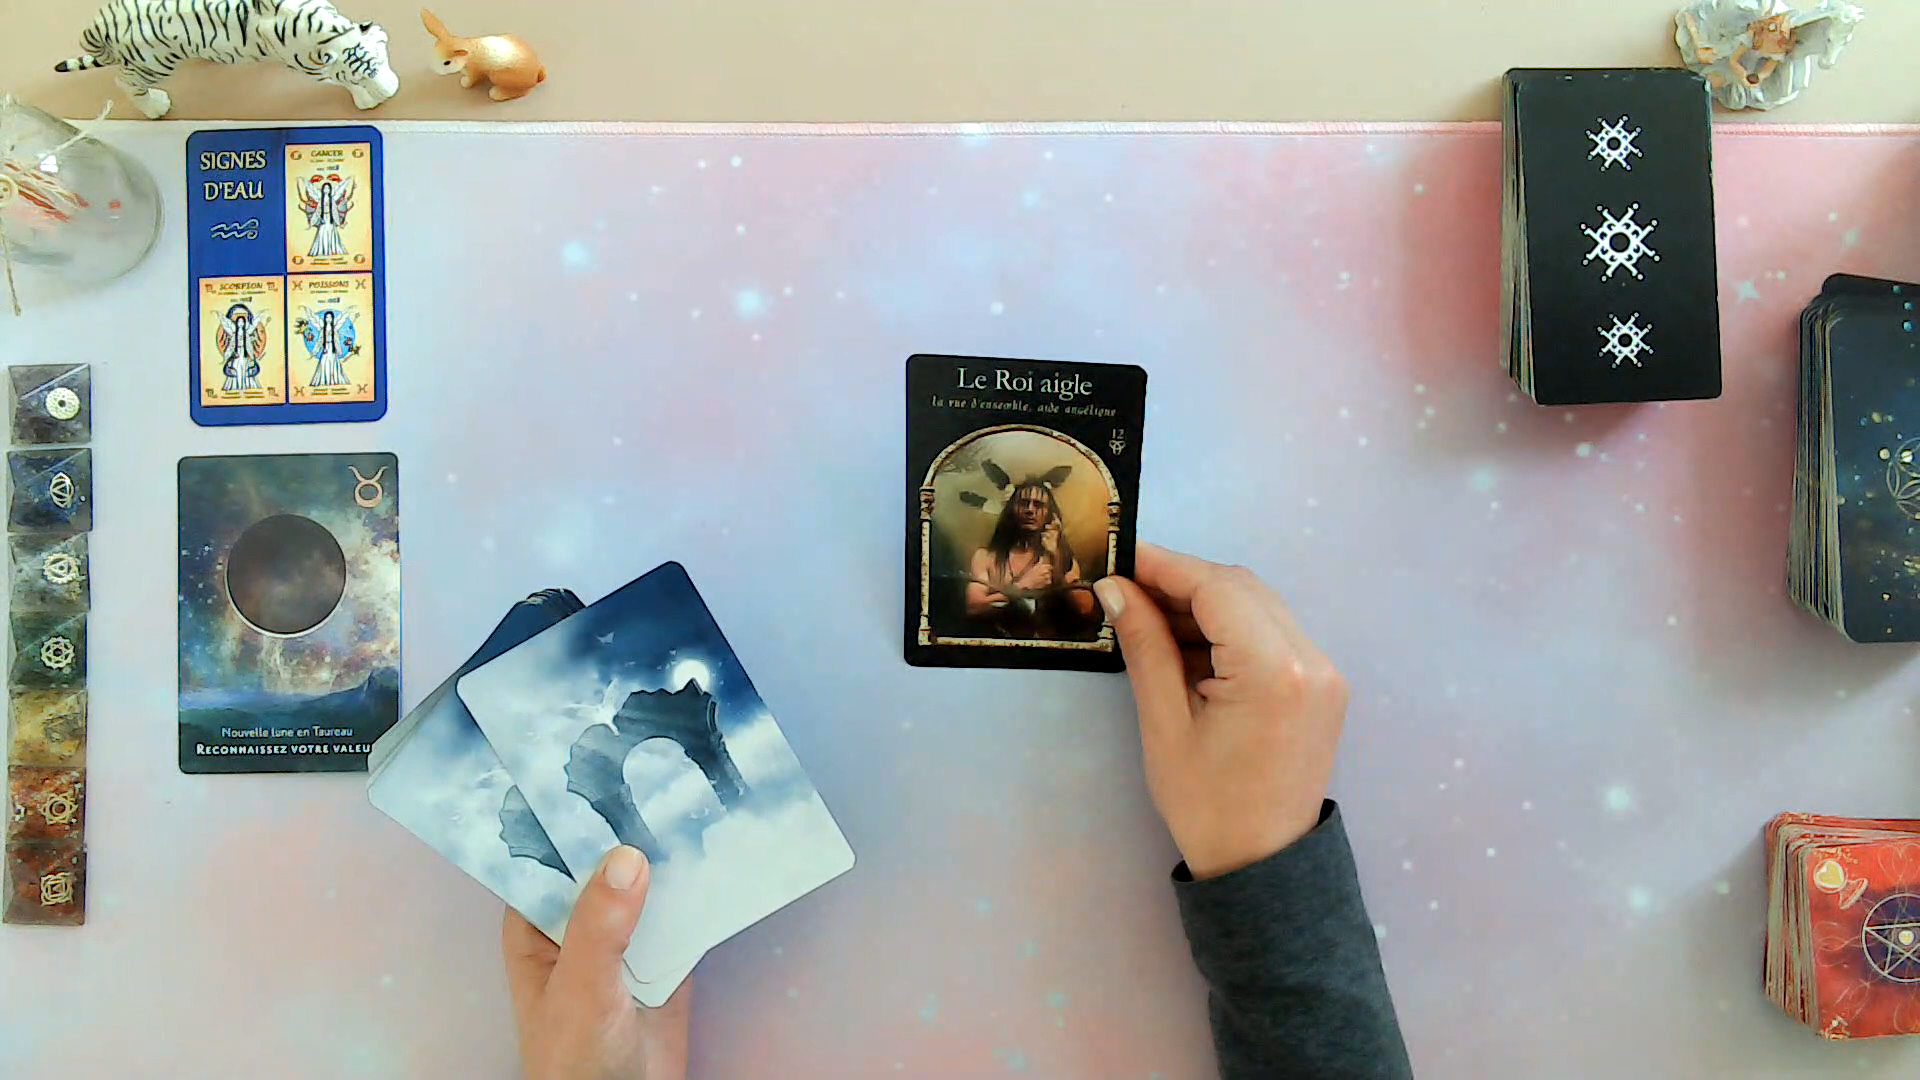 SIGNES
D'EAU
CANCER
SCORPION
POISSONS
Nouvelle lune en Taureau
RECONNAISSEZ VOTRE VALEU
Le Roi aigle
la vue d'ensemble, aide angélique
12